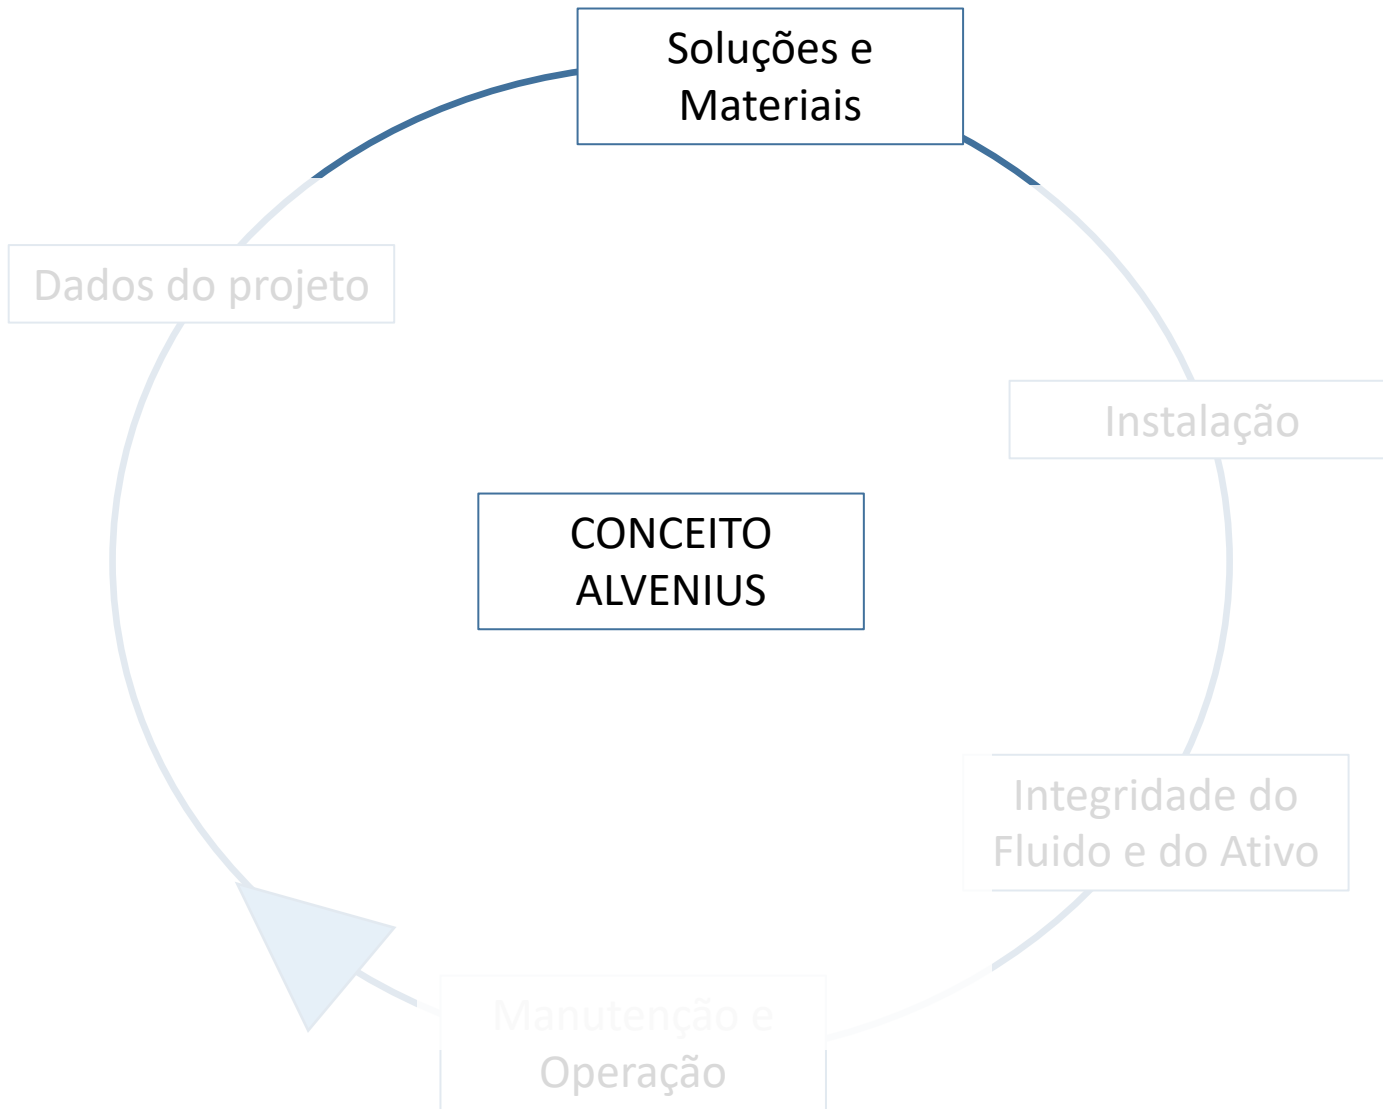 Soluções e
Materiais
Dados do projeto
Instalação
CONCEITO
ALVENIUS
Integridade do
Fluido e do Ativo
Manutenção e
Operação